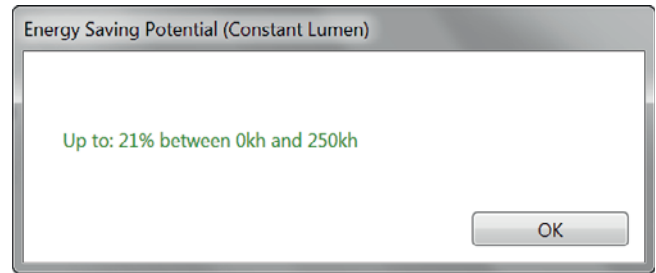 Energy Saving Potential (Constant Lumen)
Up to: 21% between 0kh and 250kh
OK